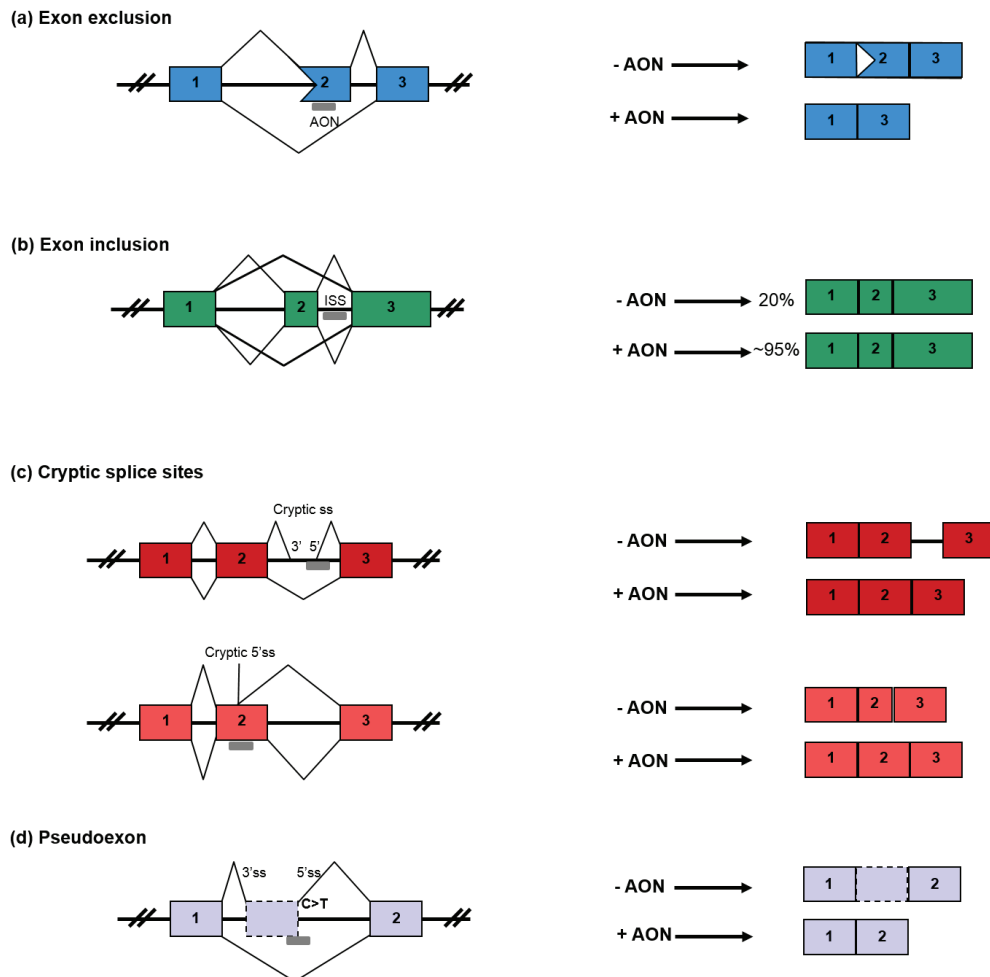 (a) Exon exclusion
1 2 3
AON
- AON 1 2 3
+ AON 1 3
(b) Exon inclusion
1 2 ISS 3
- AON 20% 1 2 3
+ AON ~95% 1 2 3
(c) Cryptic splice sites
Cryptic ss
3' 5'
1 2 3
- AON 1 2 3
+ AON 1 2 3
Cryptic 5'ss
1 2 3
- AON 1 2 3
+ AON 1 2 3
(d) Pseudoexon
3'ss 5'ss
C>T
1 2
- AON 1 2
+ AON 1 2